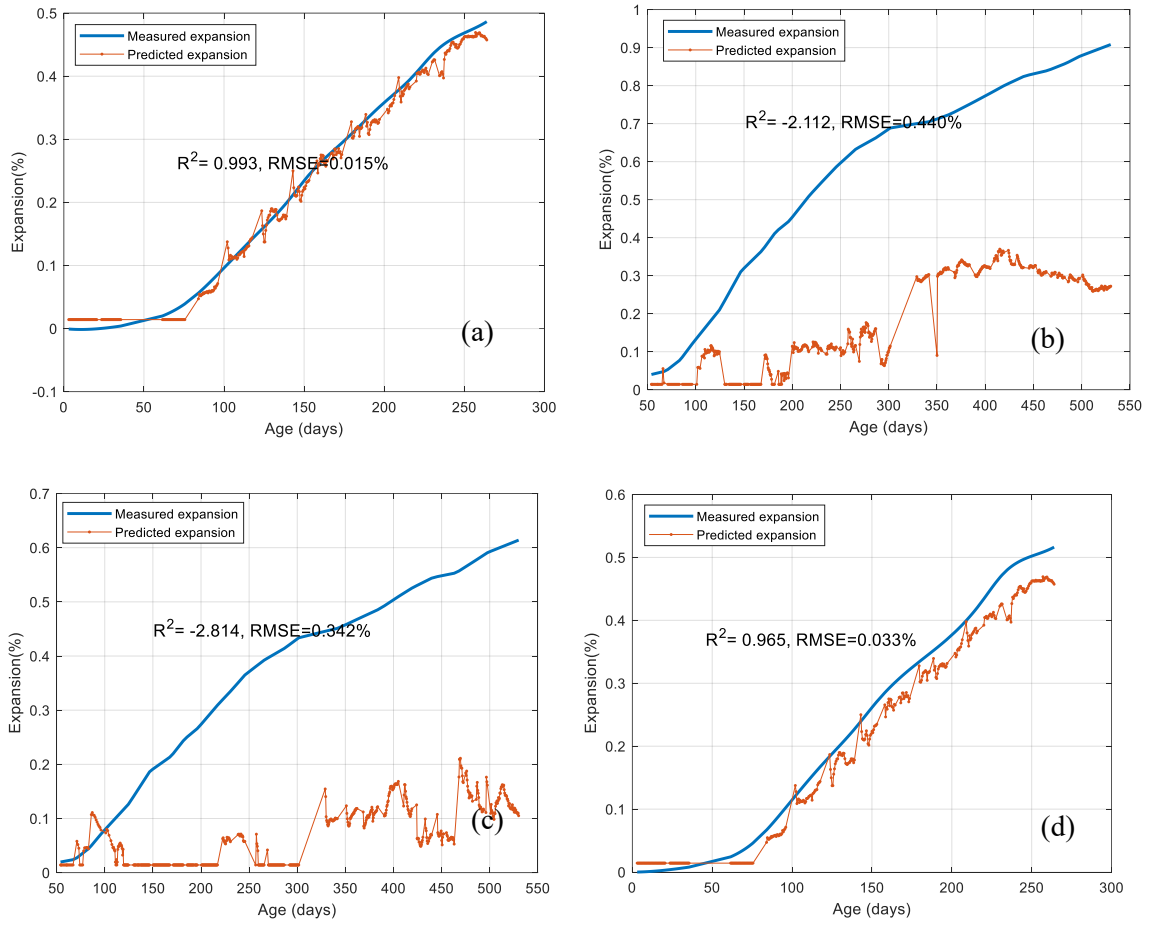 Measured expansion
Predicted expansion
R²= 0.993, RMSE=0.015%
(a)
Expansion(%)
0.5
0.4
0.3
0.2
0.1
0
-0.1
0 50 100 150 200 250 300
Age (days)
Measured expansion
Predicted expansion
R²= -2.112, RMSE=0.440%
(b)
Expansion(%)
1
0.9
0.8
0.7
0.6
0.5
0.4
0.3
0.2
0.1
0
50 100 150 200 250 300 350 400 450 500 550
Age (days)
Measured expansion
Predicted expansion
R²= -2.814, RMSE=0.342%
(c)
Expansion(%)
0.7
0.6
0.5
0.4
0.3
0.2
0.1
0
50 100 150 200 250 300 350 400 450 500 550
Age (days)
Measured expansion
Predicted expansion
R²= 0.965, RMSE=0.033%
(d)
Expansion(%)
0.6
0.5
0.4
0.3
0.2
0.1
0
0 50 100 150 200 250 300
Age (days)